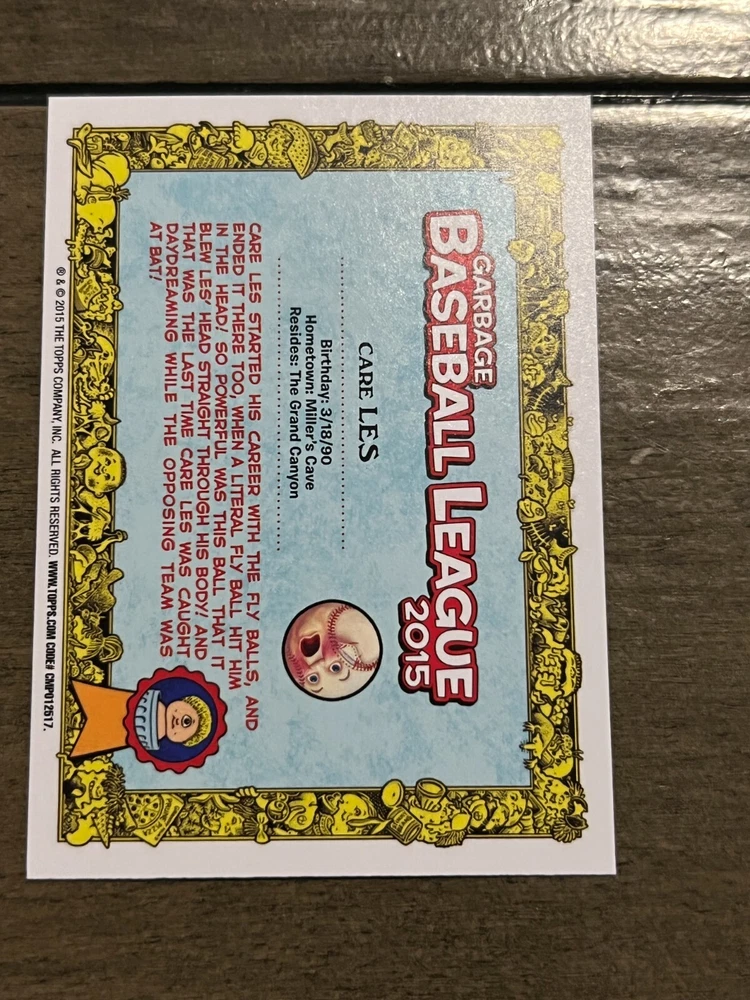 GARBAGE
BASEBALL LEAGUE
2015
CARE LES
Birthday: 3/18/90
Hometown: Miller's Cave
Resides: The Grand Canyon
CARE LES STARTED HIS CAREER WITH THE FLY BALLS, AND
ENDED IT THERE TOO, WHEN A LITERAL FLY BALL HIT HIM
IN THE HEAD! SO POWERFUL WAS THIS BALL THAT IT
BLEW LES' HEAD STRAIGHT THROUGH HIS BODY! AND
THAT WAS THE LAST TIME CARE LES WAS CAUGHT
DAYDREAMING WHILE THE OPPOSING TEAM WAS
AT BAT!
® & © 2015 THE TOPPS COMPANY, INC. ALL RIGHTS RESERVED. WWW.TOPPS.COM CODE# CMP012517.